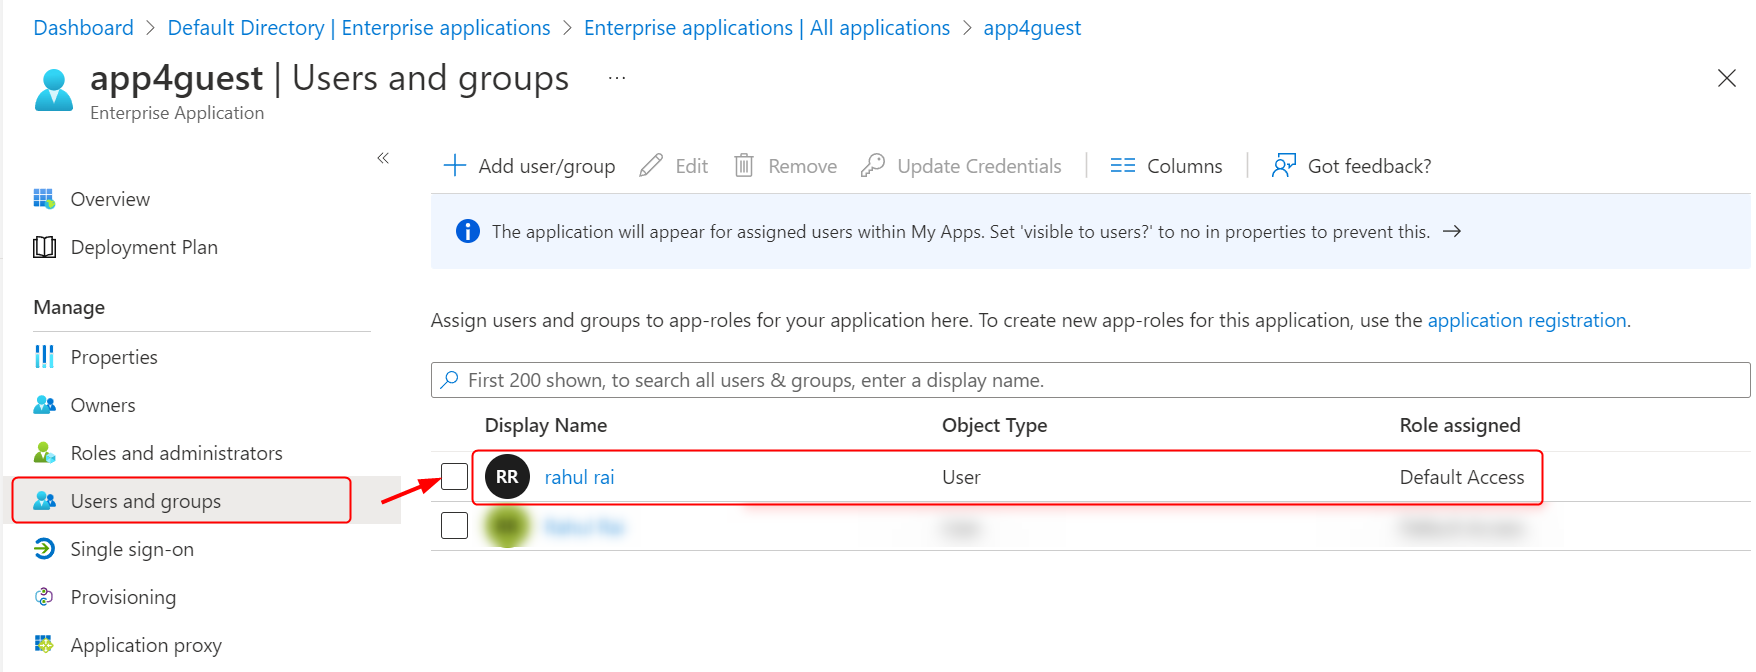 Dashboard > Default Directory | Enterprise applications > Enterprise applications | All applications > app4guest
app4guest | Users and groups ...
Enterprise Application
«
Overview
Deployment Plan
Manage
Properties
Owners
Roles and administrators
Users and groups
Single sign-on
Provisioning
Application proxy
Add user/group Edit Remove Update Credentials Columns Got feedback?
The application will appear for assigned users within My Apps. Set 'visible to users?' to no in properties to prevent this. →
Assign users and groups to app-roles for your application here. To create new app-roles for this application, use the application registration.
First 200 shown, to search all users & groups, enter a display name.
Display Name Object Type Role assigned
RR rahul rai User Default Access